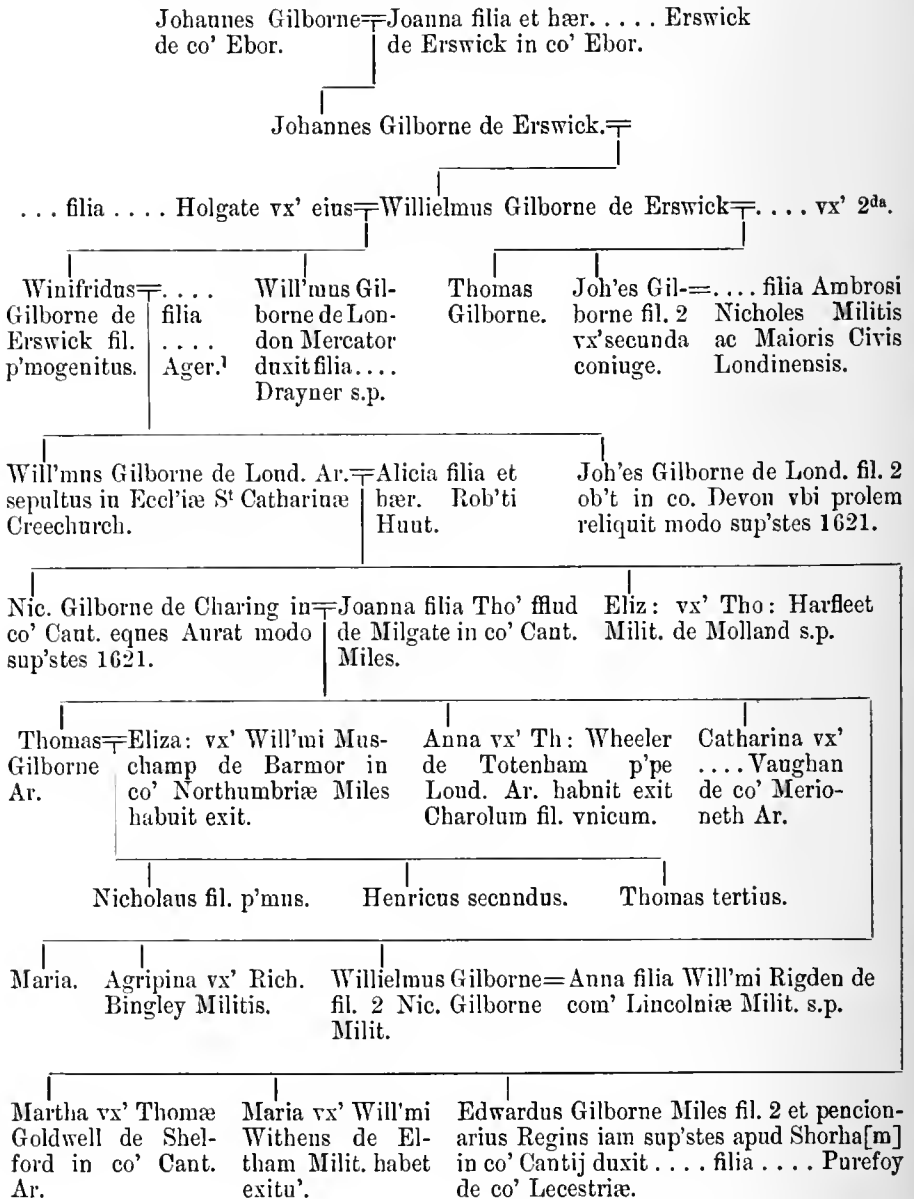 Johannes Gilborne=Joanna filia et hær. . . . . . Erswick
de co' Ebor. de Erswick in co' Ebor.
Johannes Gilborne de Erswick.=
. . . filia . . . . Holgate vx' eius=Willielmus Gilborne de Erswick=. . . . vx' 2da.
Winifridus=. . . .
Gilborne de filia
Erswick fil. . . . .
p'mogenitus. Ager.¹
Will'mus Gil-
borne de Lon-
don Mercator
duxit filia . . . .
Drayner s.p.
Thomas
Gilborne.
Joh'es Gil-=. . . . filia Ambrosi
borne fil. 2 Nicholes Militis
vx' secunda ac Maioris Civis
coniuge. Londinensis.
Will'mus Gilborne de Lond. Ar.=Alicia filia et
sepultus in Eccl'iæ St Catharinæ hær. Rob'ti
Creechurch. Hunt.
Joh'es Gilborne de Lond. fil. 2
ob't in co. Devon vbi prolem
reliquit modo sup'stes 1621.
Nic. Gilborne de Charing in=Joanna filia Tho' fflud
co' Cant. eques Aurat modo de Milgate in co' Cant.
sup'stes 1621. Miles.
Eliz: vx' Tho: Harfleet
Milit. de Molland s.p.
Thomas=Eliza: vx' Will'mi Mus-
Gilborne champ de Barmor in
Ar. co' Northumbriæ Miles
habuit exit.
Anna vx' Th: Wheeler
de Totenham p'pe
Lond. Ar. habuit exit
Charolum fil. vnicum.
Catharina vx'
. . . . Vaughan
de co' Merio-
neth Ar.
Nicholaus fil. p'mus. Henricus secundus. Thomas tertius.
Maria.
Agripina vx' Rich.
Bingley Militis.
Willielmus Gilborne=Anna filia Will'mi Rigden de
fil. 2 Nic. Gilborne com' Lincolniæ Milit. s.p.
Milit.
Martha vx' Thomæ
Goldwell de Shel-
ford in co' Cant.
Ar.
Maria vx' Will'mi
Withens de El-
tham Milit. habet
exitu'.
Edwardus Gilborne Miles fil. 2 et pencion-
arius Regins iam sup'stes apud Shorha[m]
in co' Cantij duxit . . . . filia . . . . Purefoy
de co' Lecestriæ.